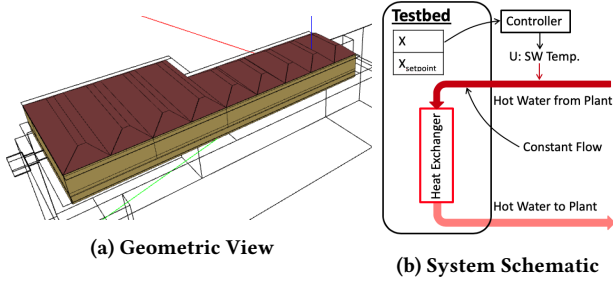 Testbed
X
X setpoint
Controller
U: SW Temp.
Hot Water from Plant
Heat Exchanger
Constant Flow
Hot Water to Plant
(a) Geometric View
(b) System Schematic